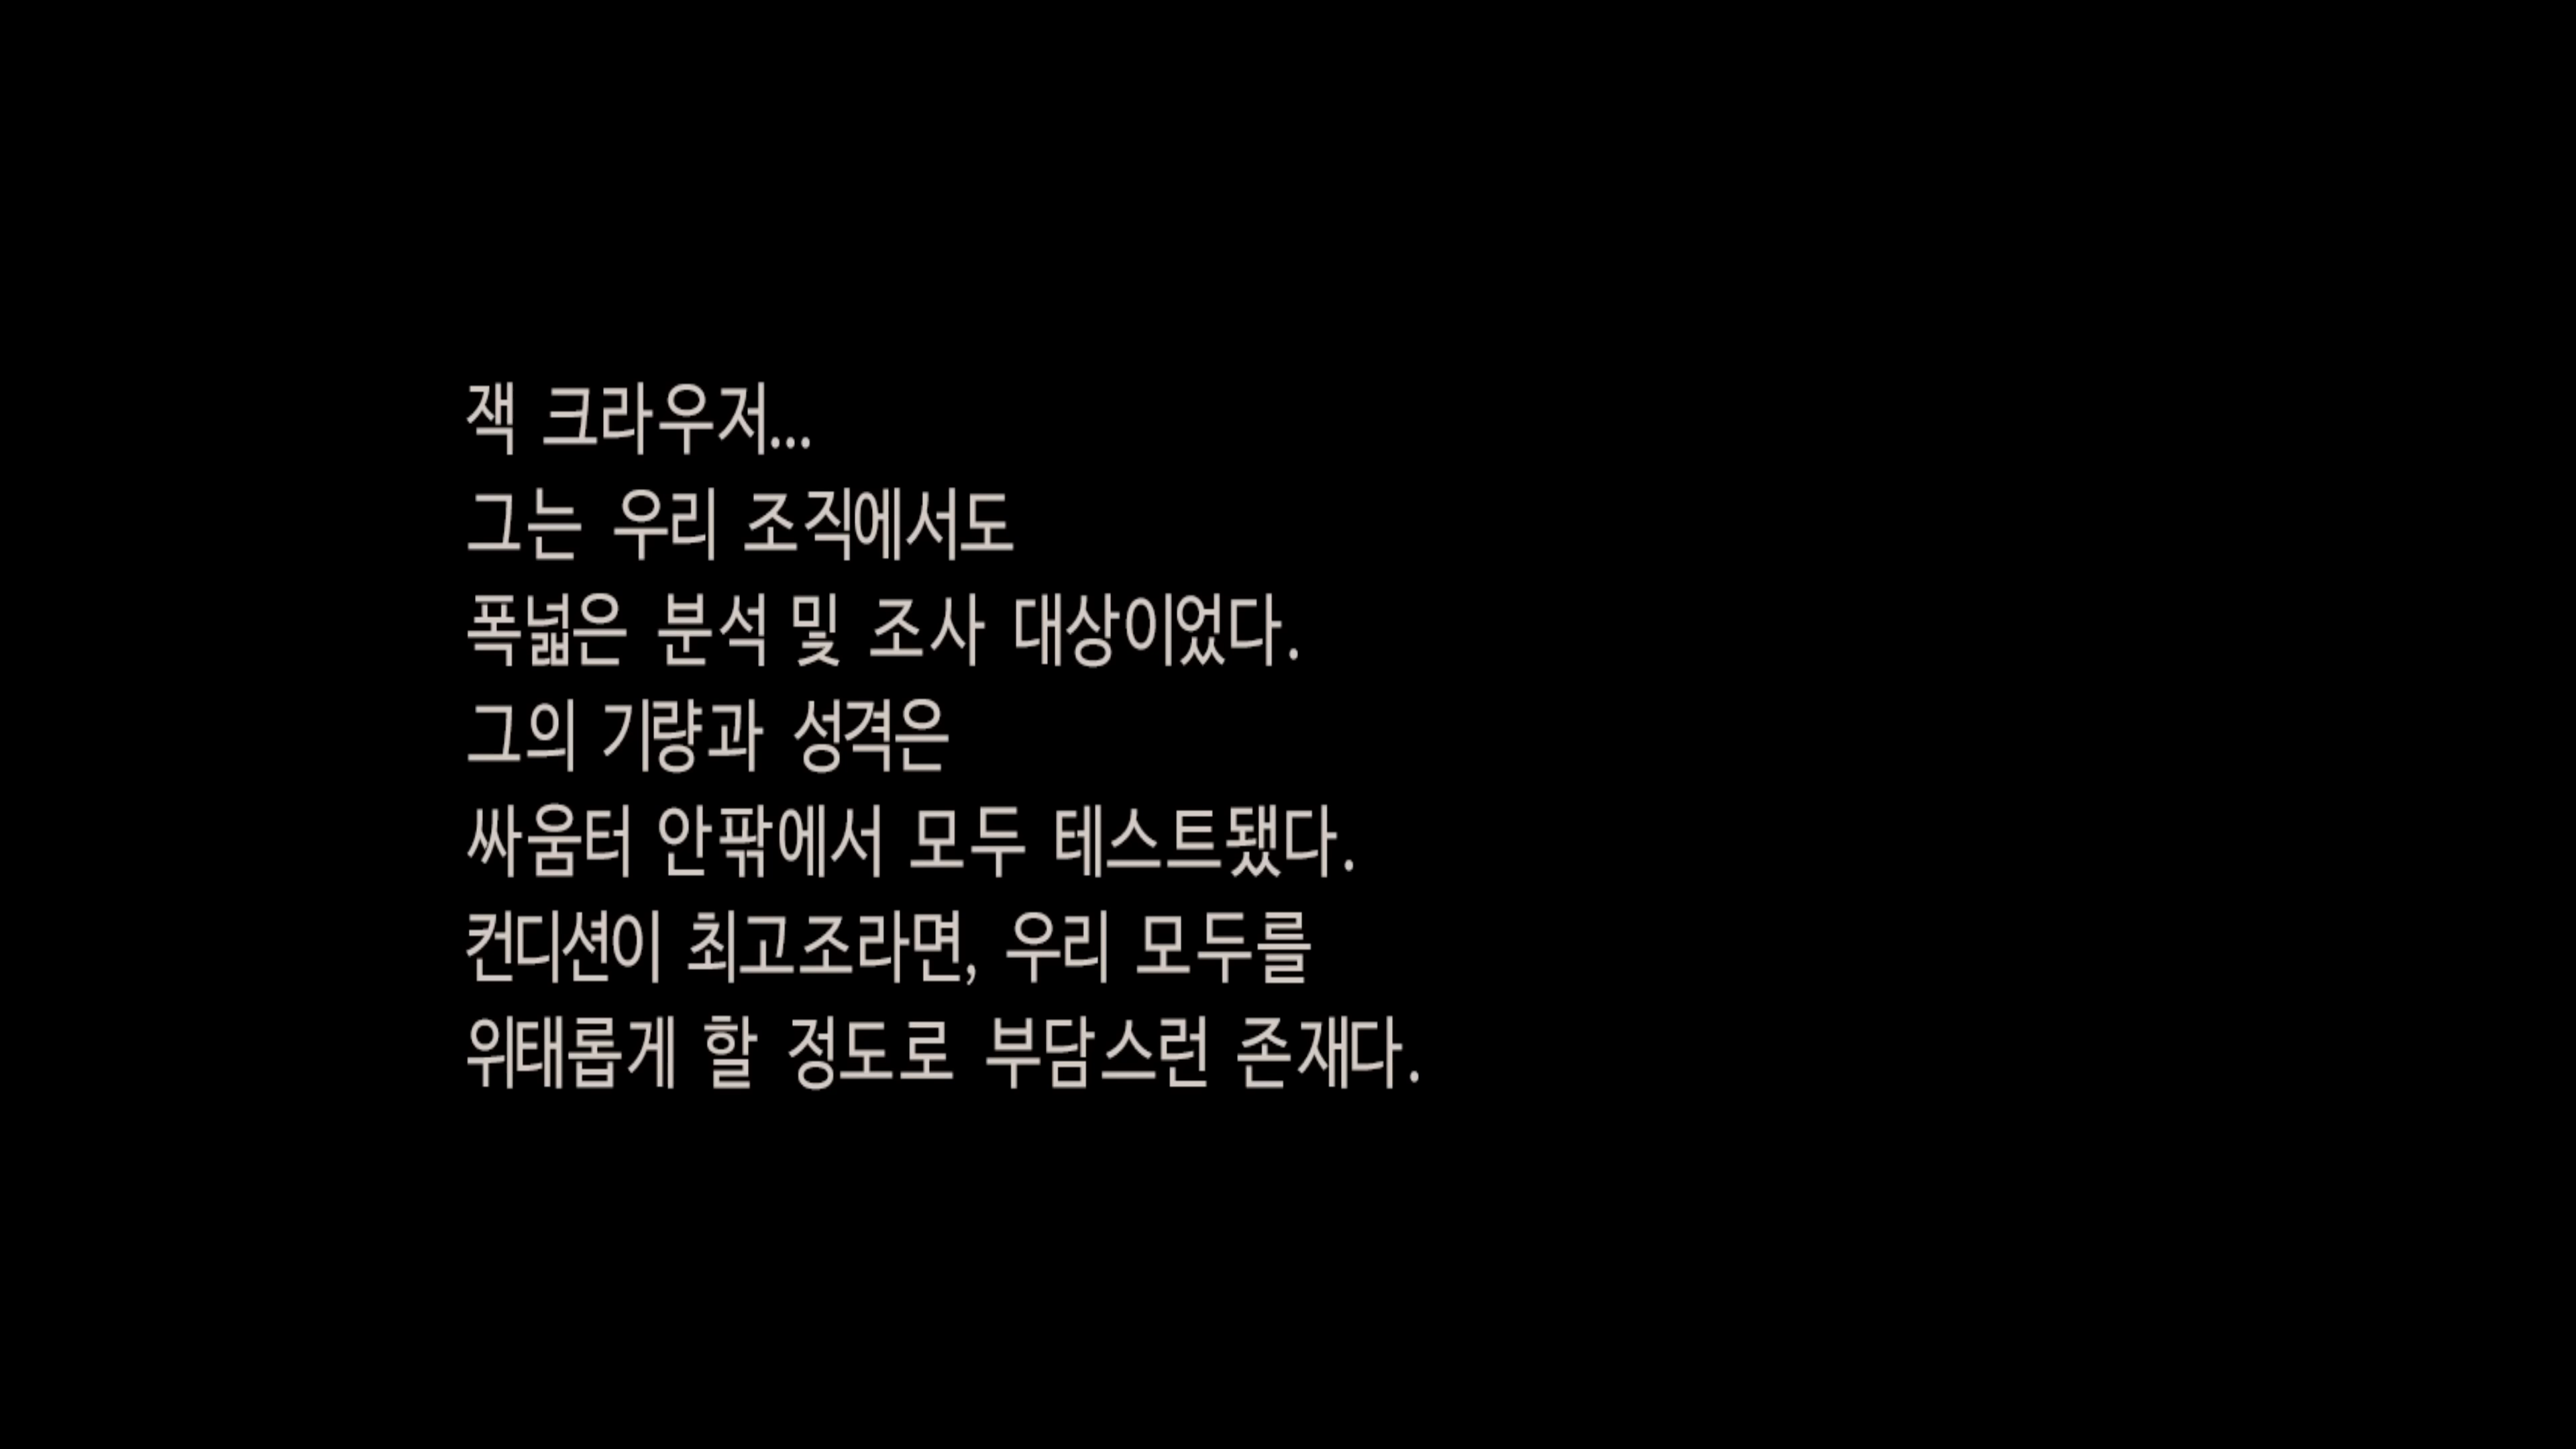 잭 크라우저...
그는 우리 조직에서도
폭넓은 분석 및 조사 대상이었다.
그의 기량과 성격은
싸움터 안팎에서 모두 테스트됐다.
컨디션이 최고조라면, 우리 모두를
위태롭게 할 정도로 부담스런 존재다.